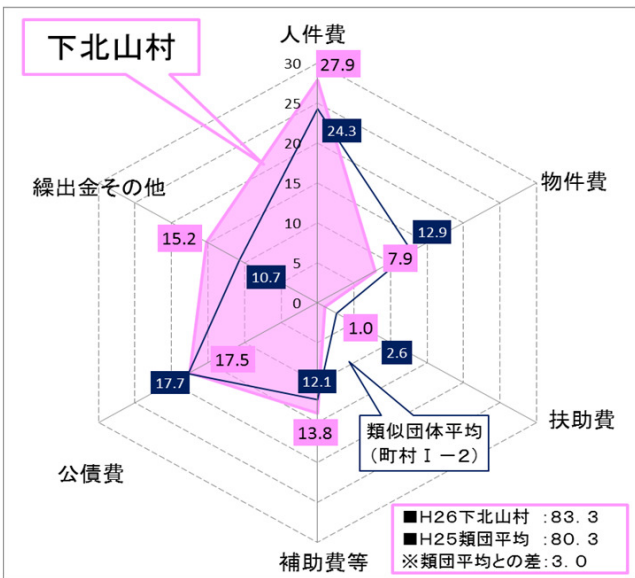 人件費
下北山村
30
27.9
25
24.3
20
繰出金その他
物件費
15
12.9
15.2
10
7.9
10.7
5
0
1.0
17.5
2.6
17.7
12.1
13.8
類似団体平均
(町村Ⅰ-2)
扶助費
公債費
補助費等
■H26下北山村 :83.3
■H25類団平均 :80.3
※類団平均との差:3.0